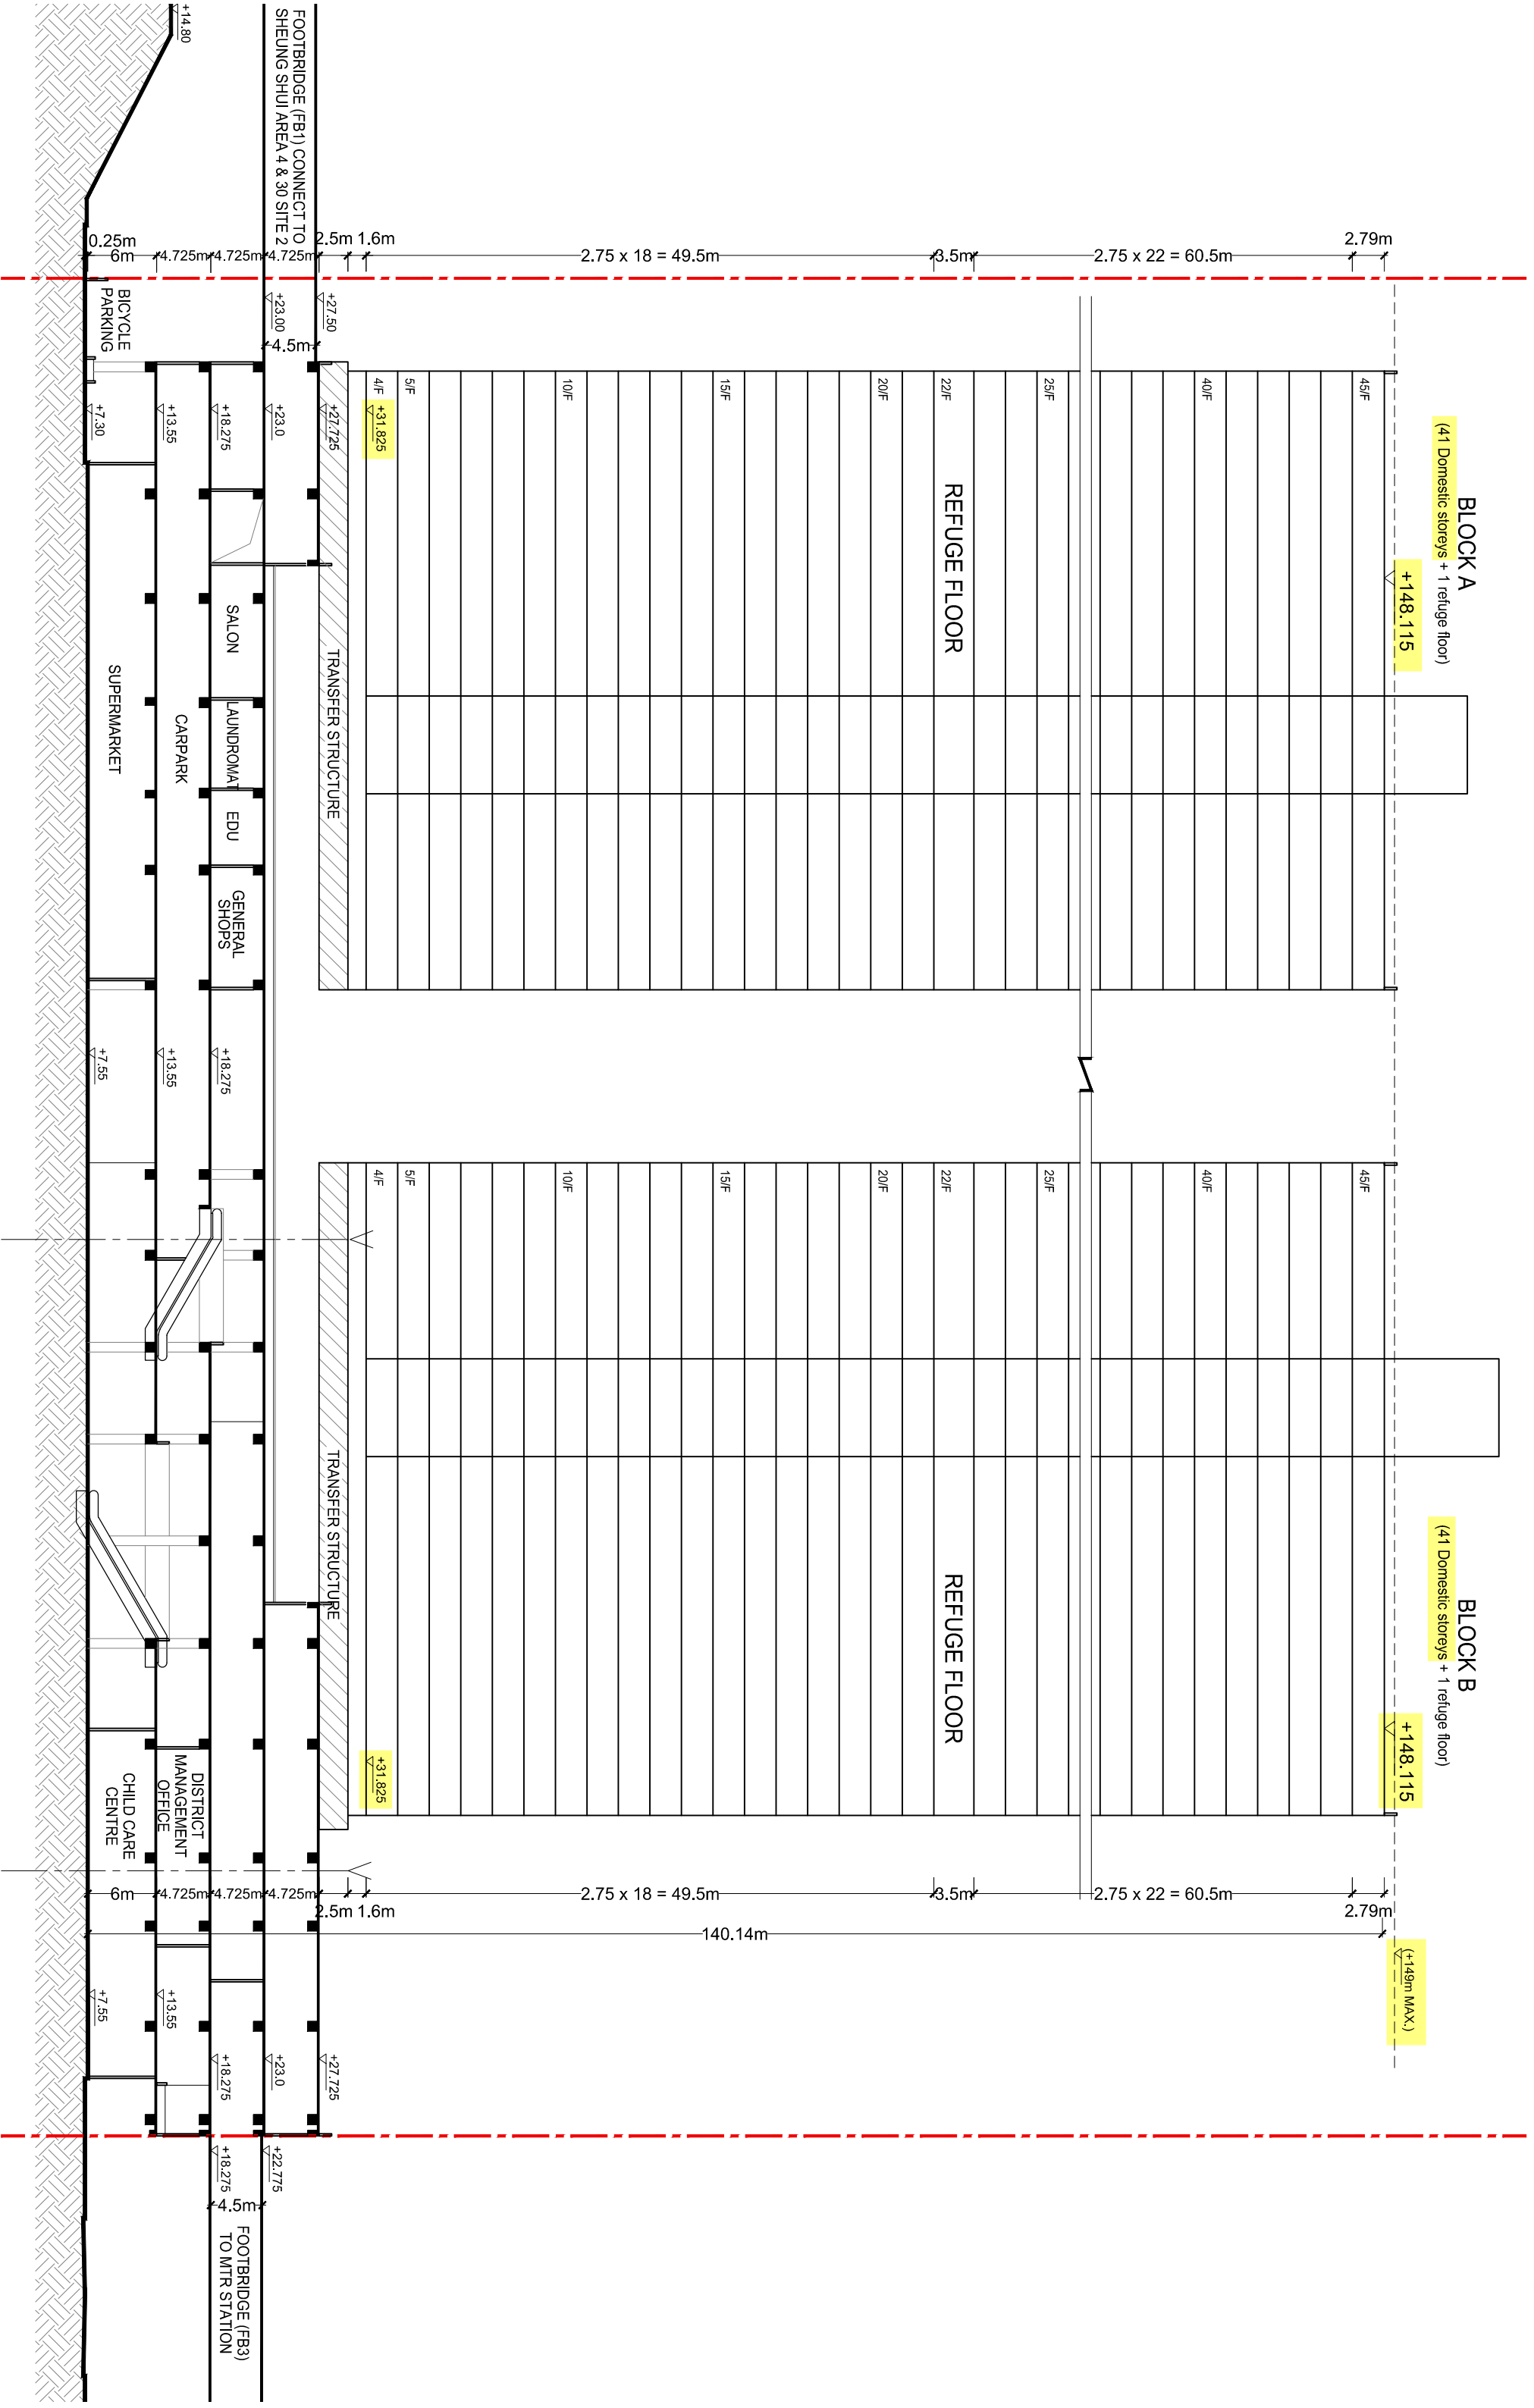 BLOCK A
(41 Domestic storeys + 1 refuge floor)
+148.115
BLOCK B
(41 Domestic storeys + 1 refuge floor)
+148.115
(+149m MAX.)
2.79m
2.75 x 22 = 60.5m
3.5m
2.75 x 18 = 49.5m
2.5m 1.6m
4.725m
4.725m
4.725m
6m
0.25m
45/F
40/F
25/F
22/F
20/F
15/F
10/F
5/F
4/F
REFUGE FLOOR
+31.825
TRANSFER STRUCTURE
45/F
40/F
25/F
22/F
20/F
15/F
10/F
5/F
4/F
REFUGE FLOOR
+31.825
TRANSFER STRUCTURE
2.79m
2.75 x 22 = 60.5m
3.5m
2.75 x 18 = 49.5m
2.5m 1.6m
4.725m
4.725m
4.725m
6m
140.14m
FOOTBRIDGE (FB1) CONNECT TO
SHEUNG SHUI AREA 4 & 30 SITE 2
+14.80
+27.50
+23.00
4.5m
+27.725
+23.0
+18.275
+13.55
+7.30
BICYCLE
PARKING
SALON
LAUNDROMAT
EDU
GENERAL
SHOPS
CARPARK
SUPERMARKET
+18.275
+13.55
+7.55
DISTRICT
MANAGEMENT
OFFICE
CHILD CARE
CENTRE
+27.725
+23.0
+18.275
+13.55
+7.55
+22.775
+18.275
4.5m
FOOTBRIDGE (FB3)
TO MTR STATION